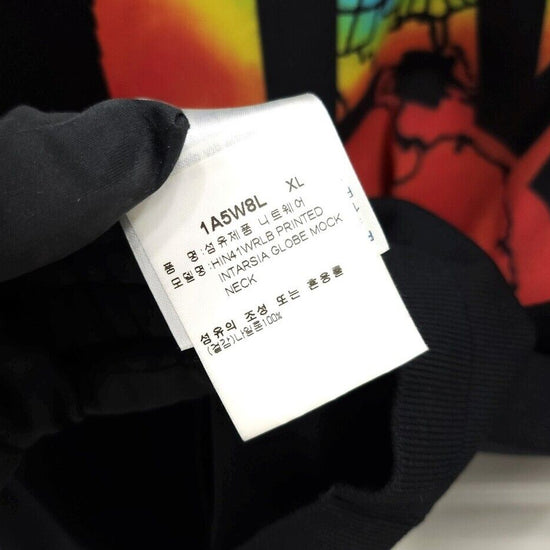 1A5W8L XL
품 명:섬유제품 니트웨어
모델명:HIN41WRLB PRINTED
INTARSIA GLOBE MOCK
NECK
섬유의 조성 또는 혼용률
(겉감)나일론100%